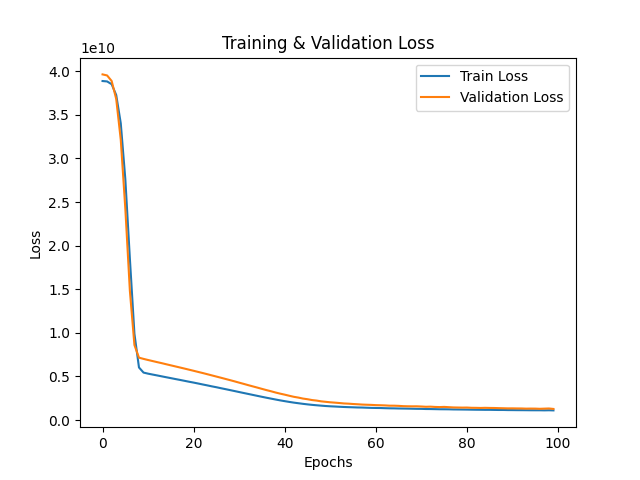 Training & Validation Loss
1e10
4.0
3.5
3.0
2.5
2.0
1.5
1.0
0.5
0.0
Loss
Train Loss
Validation Loss
0 20 40 60 80 100
Epochs